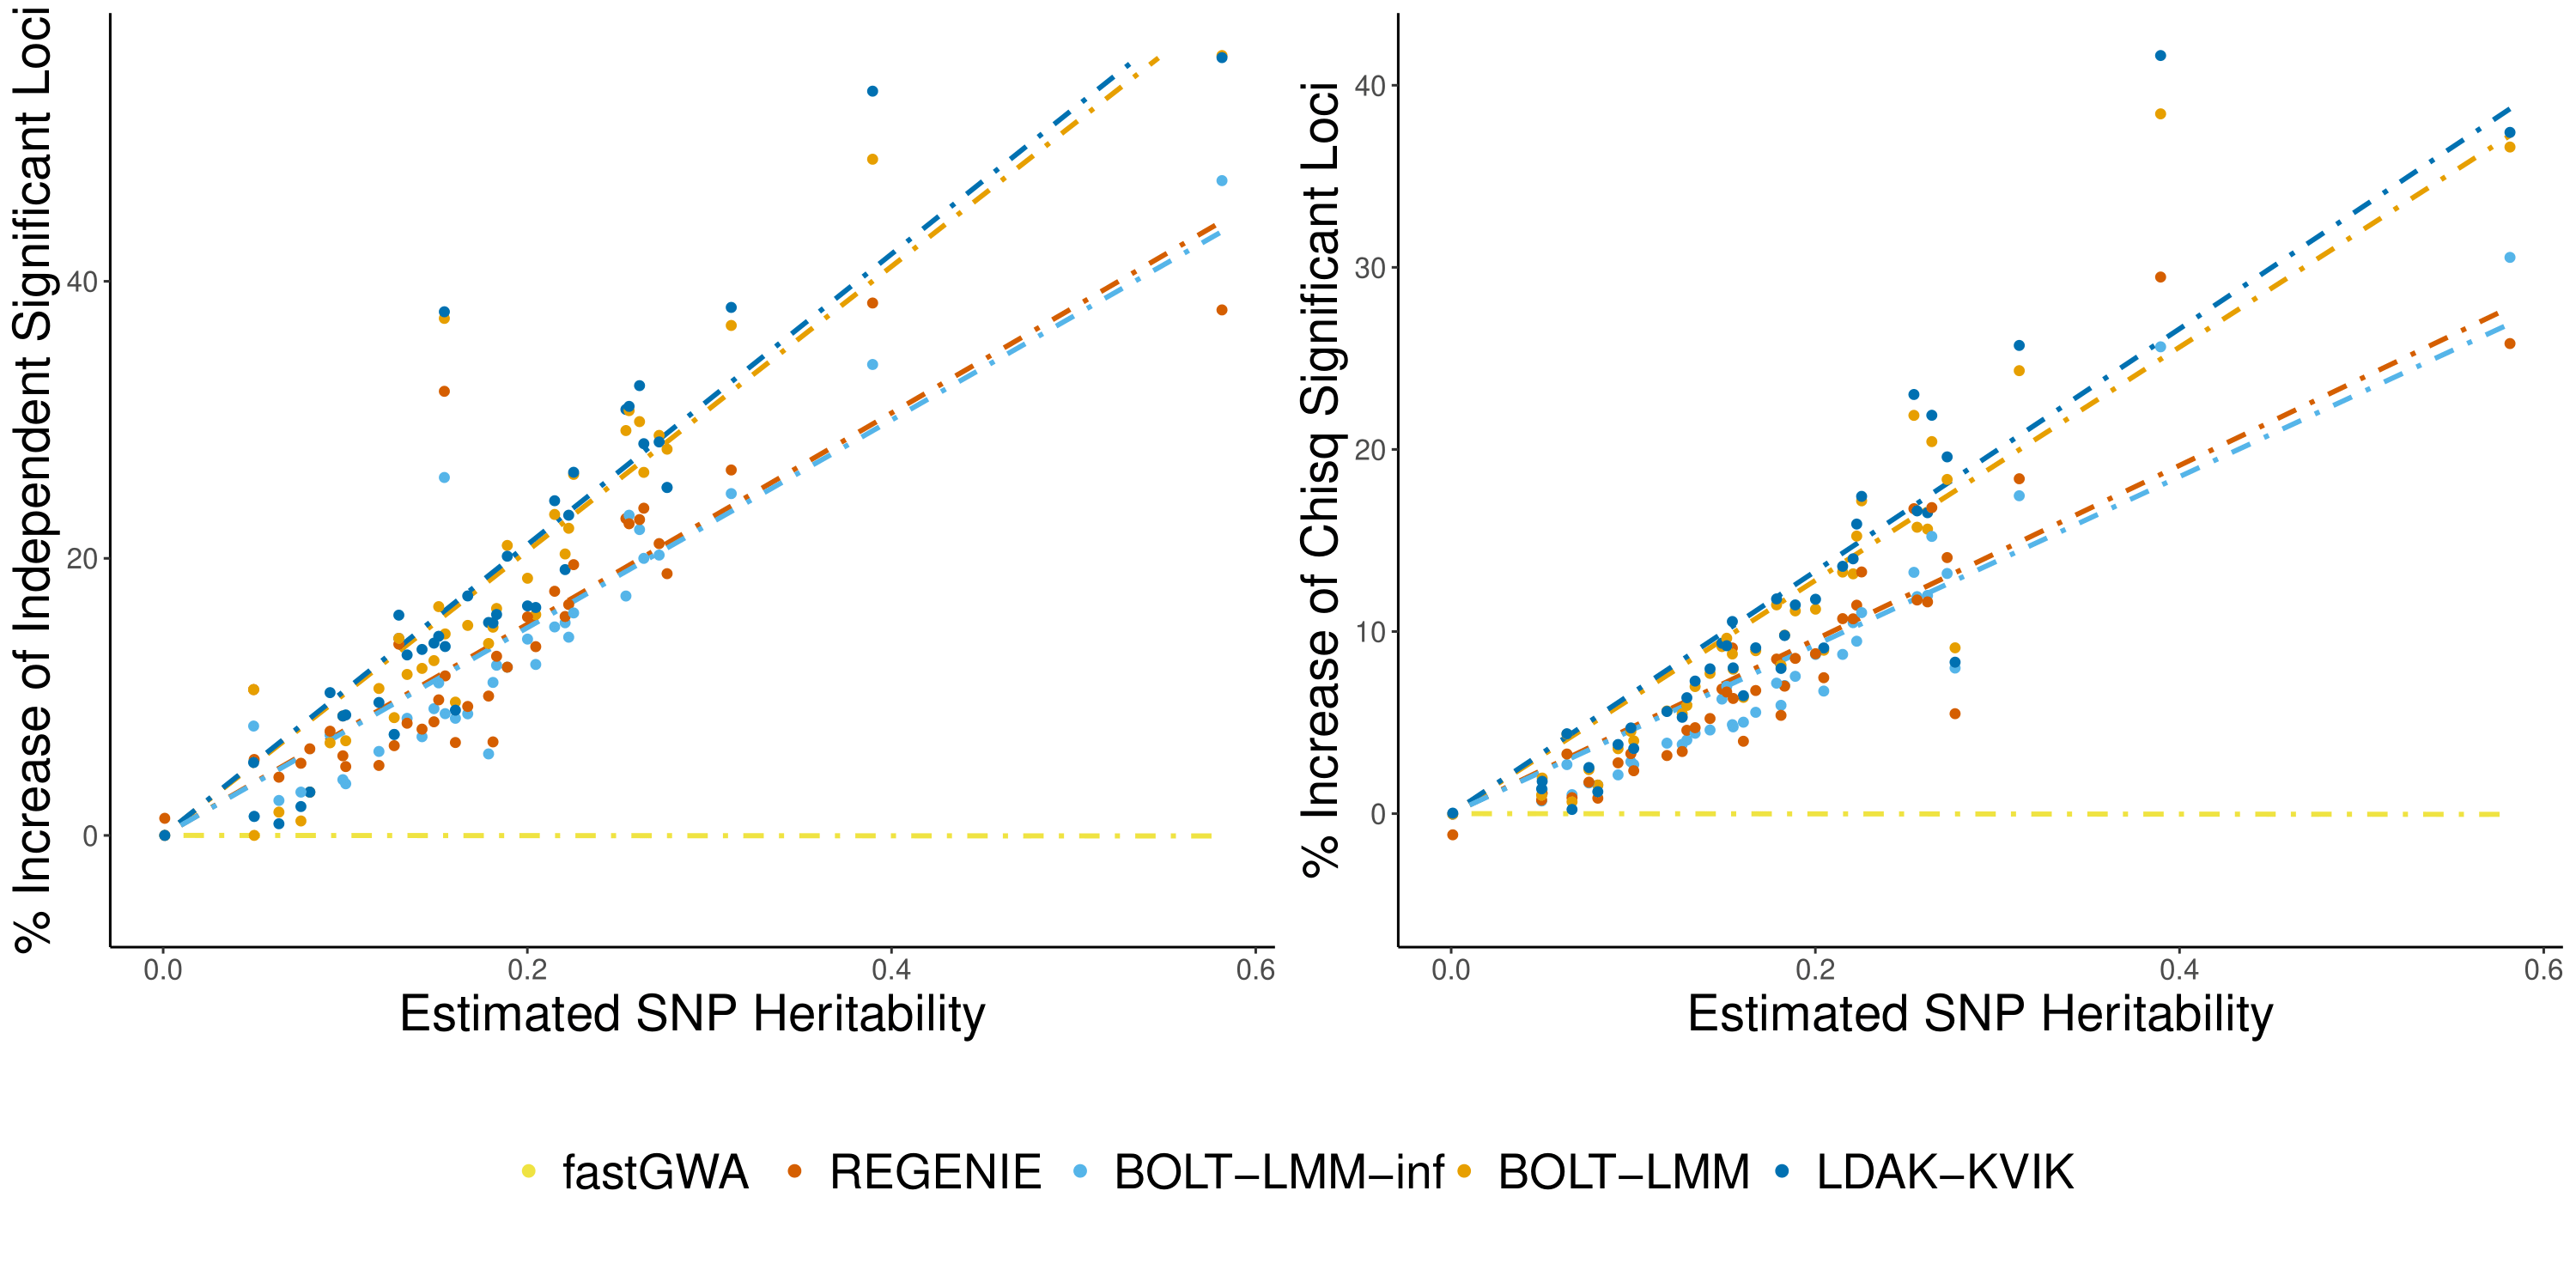 % Increase of Independent Significant Loci
40
20
0
0.0 0.2 0.4 0.6
Estimated SNP Heritability
% Increase of Chisq Significant Loci
40
30
20
10
0
0.0 0.2 0.4 0.6
Estimated SNP Heritability
fastGWA REGENIE BOLT−LMM−inf BOLT−LMM LDAK−KVIK